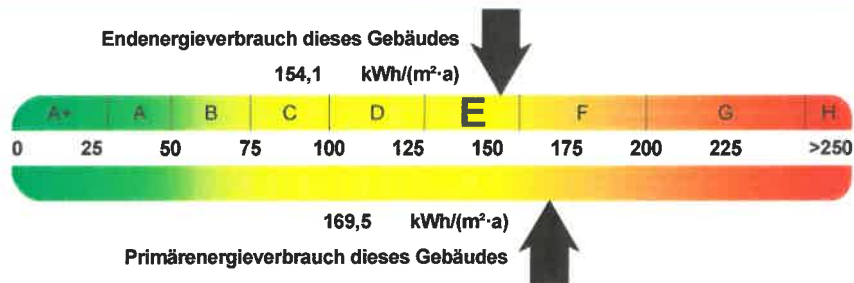 Endenergieverbrauch dieses Gebäudes
154,1 kWh/(m²·a)
A+ A B C D E F G H
0 25 50 75 100 125 150 175 200 225 >250
169,5 kWh/(m²·a)
Primärenergieverbrauch dieses Gebäudes